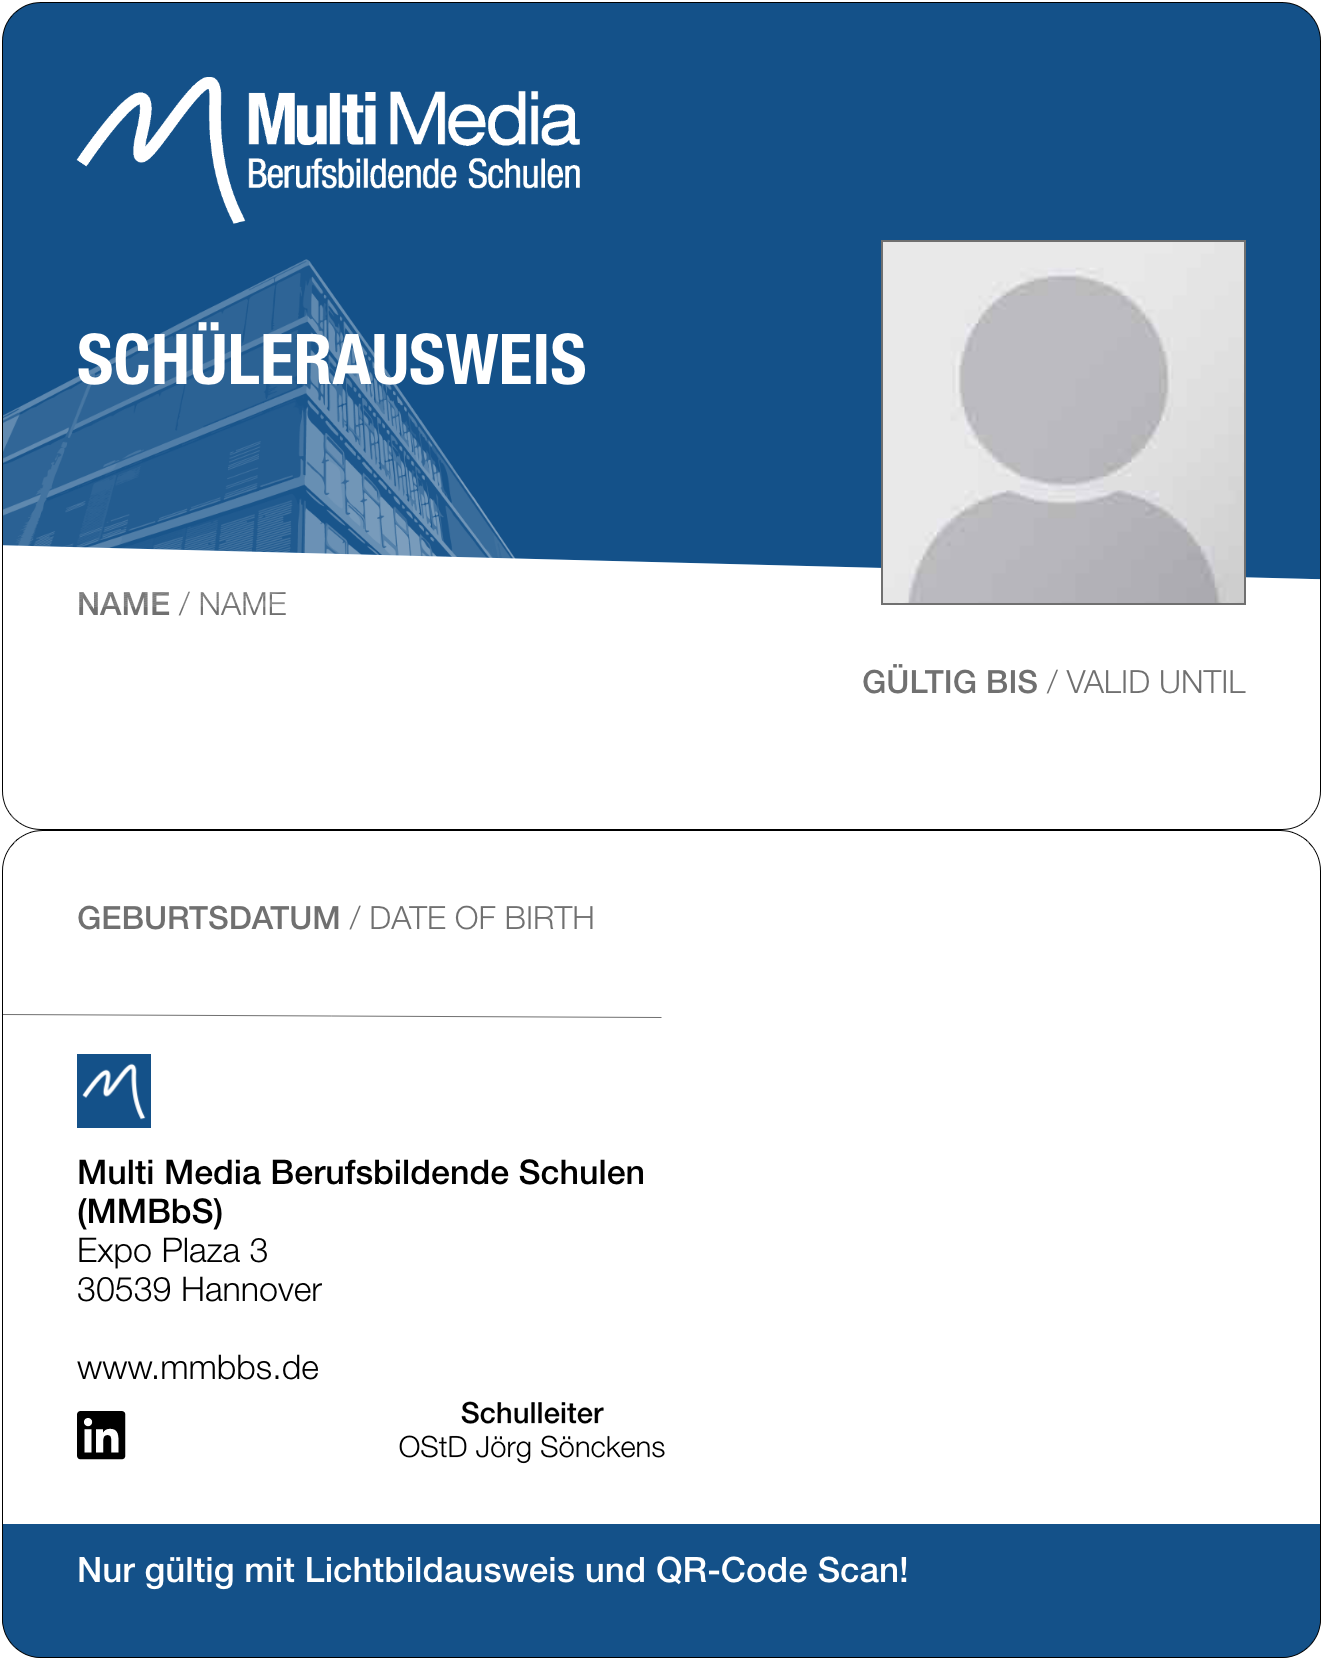 Multi Media
Berufsbildende Schulen
SCHÜLERAUSWEIS
NAME / NAME
GÜLTIG BIS / VALID UNTIL
GEBURTSDATUM / DATE OF BIRTH
Multi Media Berufsbildende Schulen
(MMBbS)
Expo Plaza 3
30539 Hannover
www.mmbbs.de
in
Schulleiter
OStD Jörg Sönckens
Nur gültig mit Lichtbildausweis und QR-Code Scan!